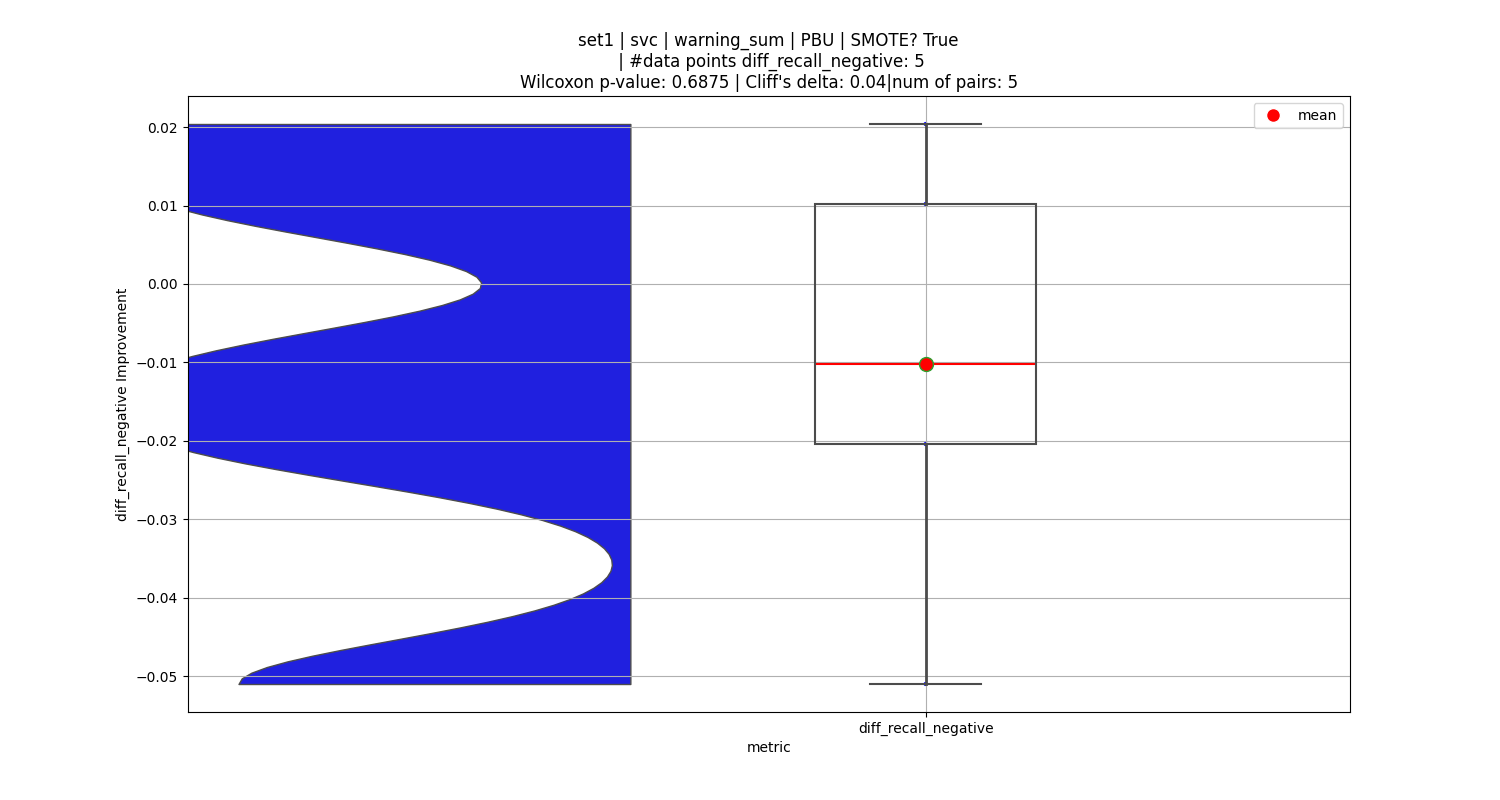 set1 | svc | warning_sum | PBU | SMOTE? True
| #data points diff_recall_negative: 5
Wilcoxon p-value: 0.6875 | Cliff's delta: 0.04|num of pairs: 5
mean
0.02
0.01
0.00
−0.01
−0.02
−0.03
−0.04
−0.05
diff_recall_negative Improvement
diff_recall_negative
metric